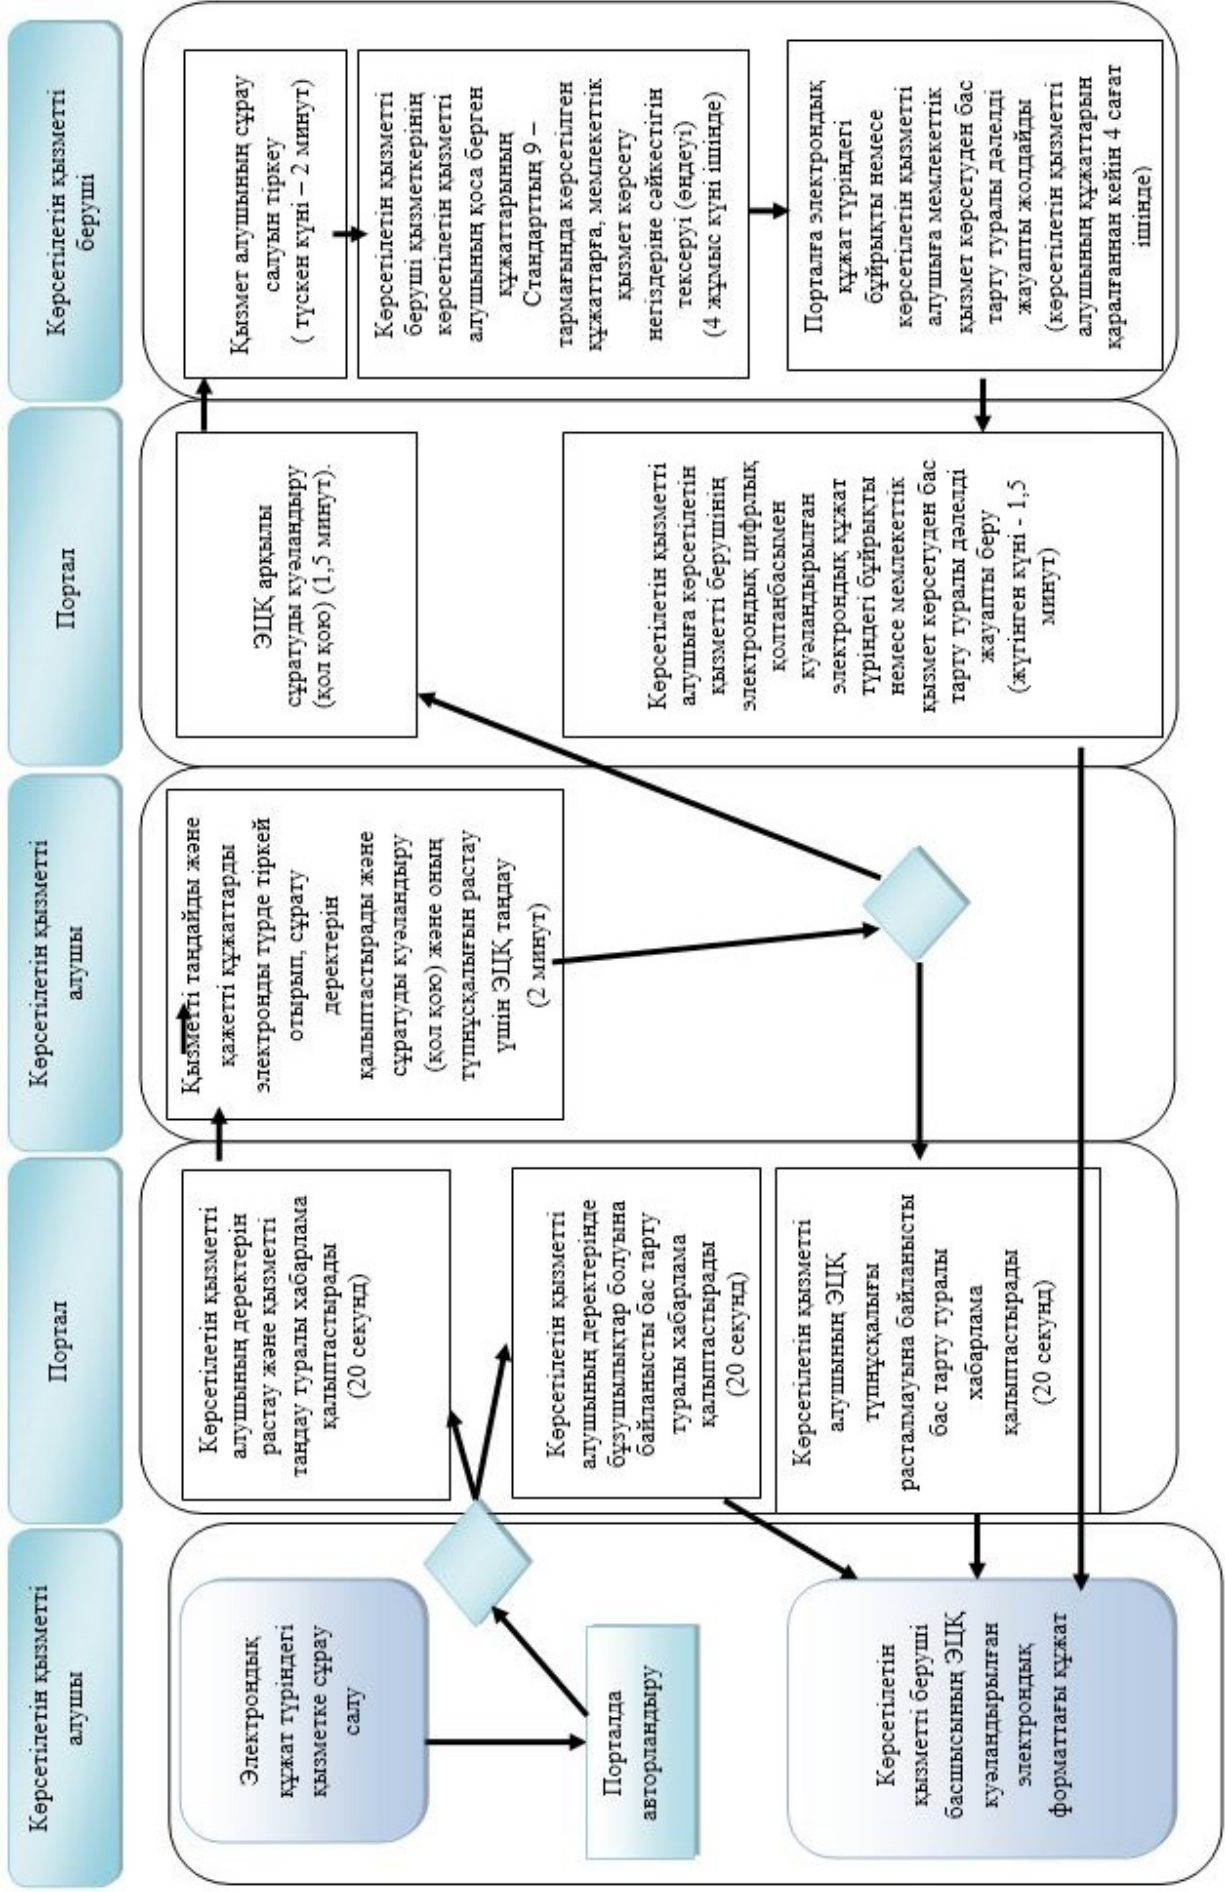 Көрсетілетін қызметті
алушы
Портал
Көрсетілетін қызметті
алушы
Портал
Көрсетілетін қызметті
беруші
Электрондық
құжат түріндегі
қызметке сұрау
салу
Порталда
авторландыру
Көрсетілетін
қызметті беруші
басшысының ЭЦҚ
куәландырылған
электрондық
форматтағы құжат
Көрсетілетін қызметті
алушының деректерін
растау және қызметті
таңдау туралы хабарлама
қалыптастырады
(20 секунд)
Көрсетілетін қызметті
алушының деректерінде
бұзушылықтар болуына
байланысты бас тарту
туралы хабарлама
қалыптастырады
(20 секунд)
Көрсетілетін қызметті
алушының ЭЦҚ
түпнұсқалығы
расталмауына байланысты
бас тарту туралы
хабарлама
қалыптастырады
(20 секунд)
Қызметті таңдайды және
қажетті құжаттарды
электронды түрде тіркей
отырып, сұрату
деректерін
қалыптастырады және
сұратуды куәландыру
(қол қою) және оның
түпнұсқалығын растау
үшін ЭЦҚ таңдау
(2 минут)
ЭЦҚ арқылы
сұратуды куәландыру
(қол қою) (1,5 минут).
Көрсетілетін қызметті
алушыға көрсетілетін
қызметті берушінің
электрондық цифрлық
қолтаңбасымен
куәландырылған
электрондық құжат
түріндегі бұйрықты
немесе мемлекеттік
қызмет көрсетуден бас
тарту туралы дәлелді
жауапты беру
(жүгінген күні - 1,5
минут)
Қызмет алушының сұрау
салуын тіркеу
( түскен күні – 2 минут)
Көрсетілетін қызметті
беруші қызметкерінің
көрсетілетін қызметті
алушының қоса берген
құжаттарының
Стандарттың 9 –
тармағында көрсетілген
құжаттарға, мемлекеттік
қызмет көрсету
негіздеріне сәйкестігін
тексеруі (өңдеуі)
(4 жұмыс күні ішінде)
Порталға электрондық
құжат түріндегі
бұйрықты немесе
көрсетілетін қызметті
алушыға мемлекеттік
қызмет көрсетуден бас
тарту туралы дәлелді
жауапты жолдайды
(көрсетілетін қызметті
алушының құжаттарын
қаралғаннан кейін 4 сағат
ішінде)